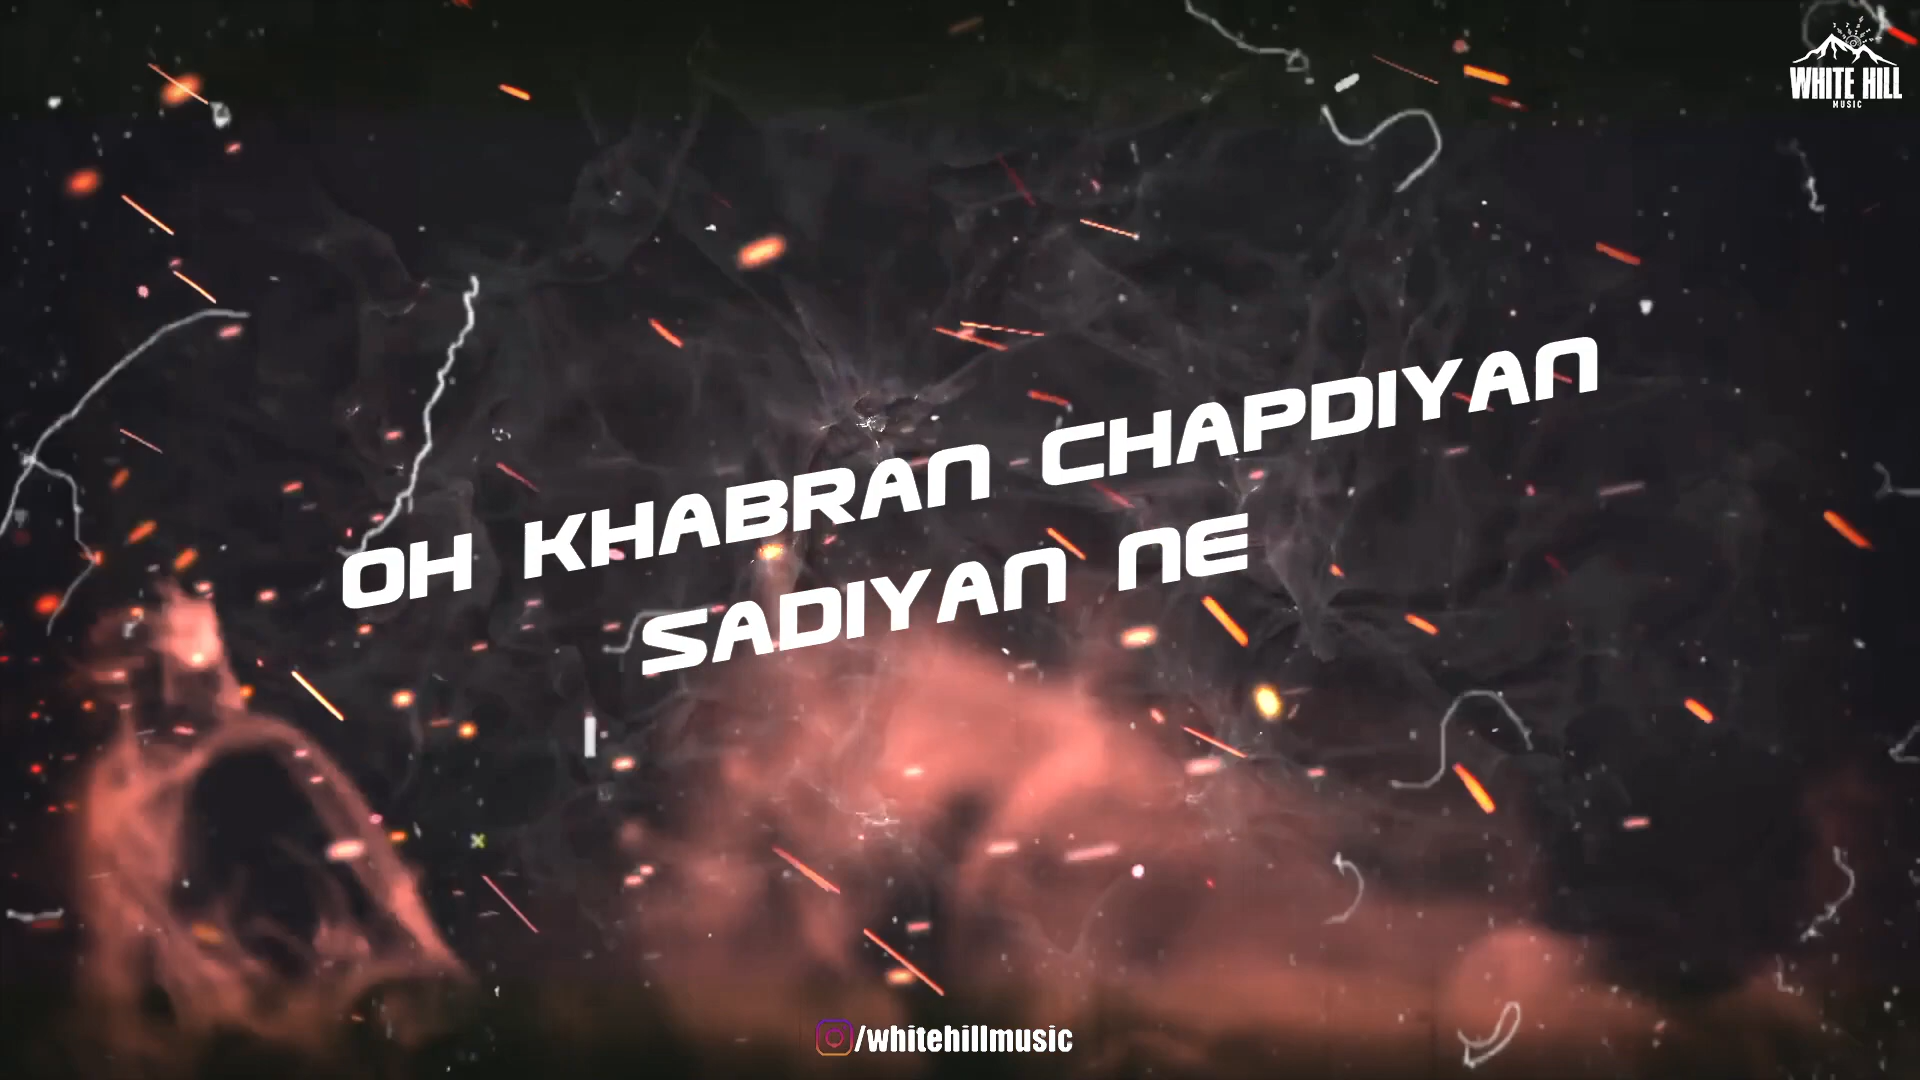 WHITE HILL
MUSIC
OH KHABRAN CHAPDIYAN
SADIYAN NE
/whitehillmusic